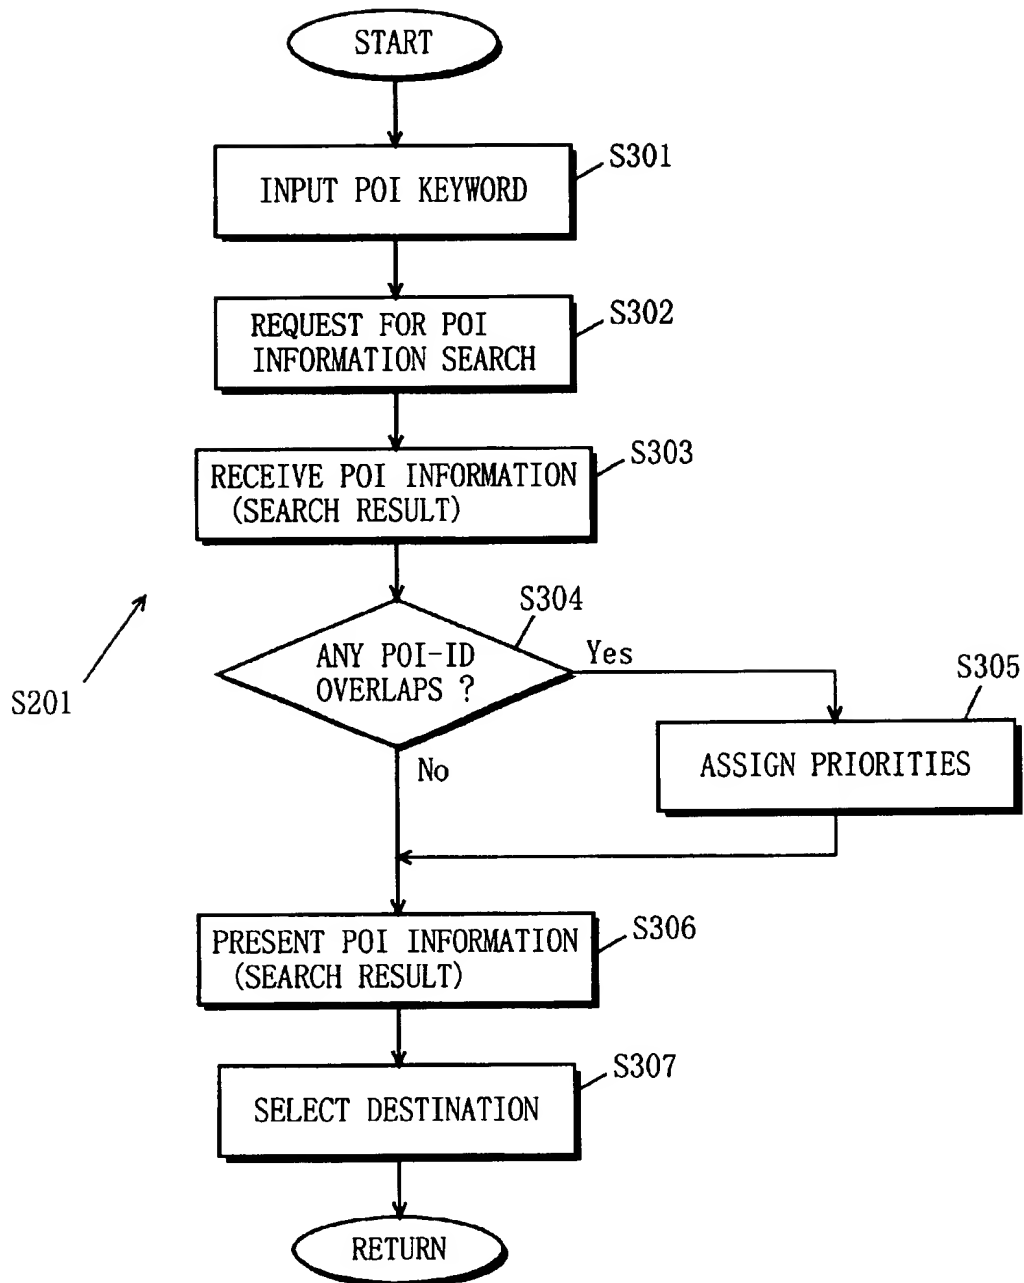 START
S301
INPUT POI KEYWORD
S302
REQUEST FOR POI
INFORMATION SEARCH
S303
RECEIVE POI INFORMATION
(SEARCH RESULT)
S304
ANY POI-ID
OVERLAPS ?
Yes
S305
S201
No
ASSIGN PRIORITIES
S306
PRESENT POI INFORMATION
(SEARCH RESULT)
S307
SELECT DESTINATION
RETURN